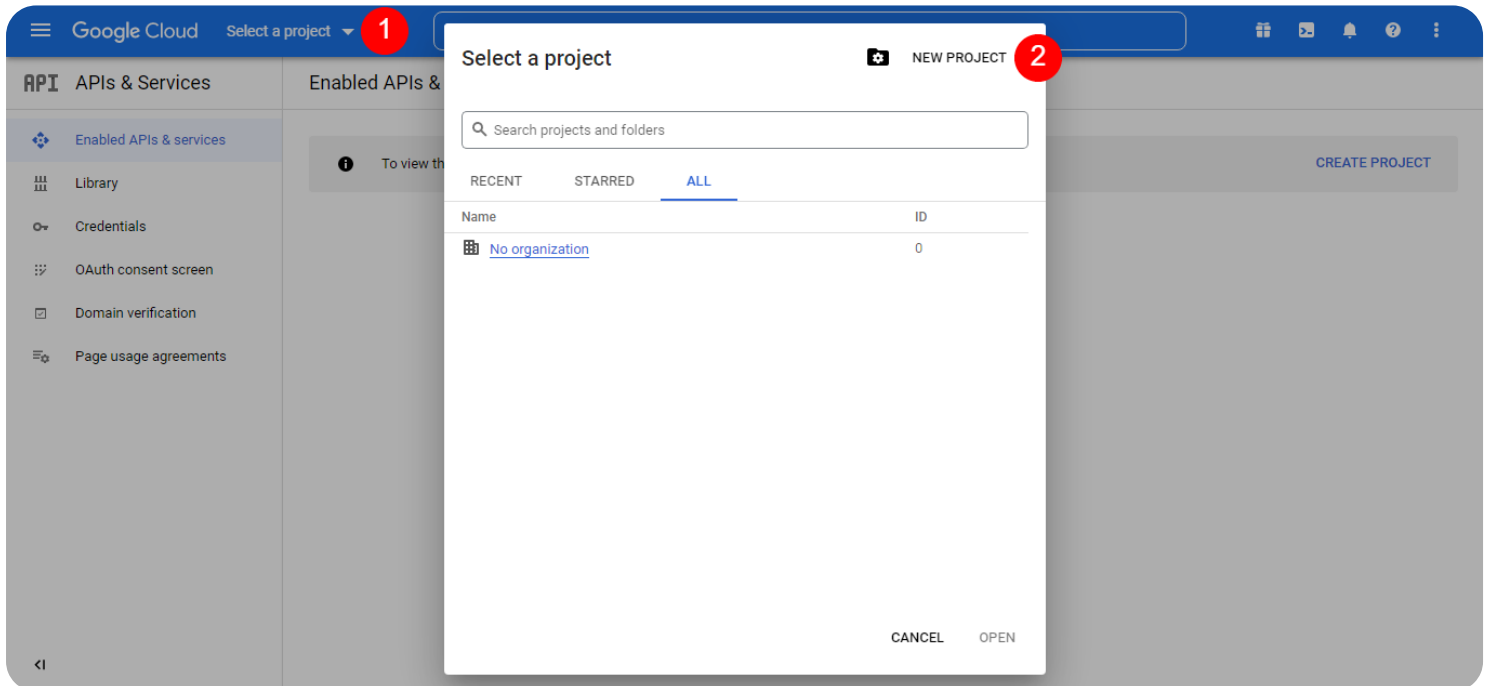 Google Cloud Select a project 1
API APIs & Services
Enabled APIs &
Enabled APIs & services
Library
Credentials
OAuth consent screen
Domain verification
Page usage agreements
To view th
CREATE PROJECT
Select a project
NEW PROJECT 2
Search projects and folders
RECENT STARRED ALL
Name ID
No organization 0
CANCEL OPEN